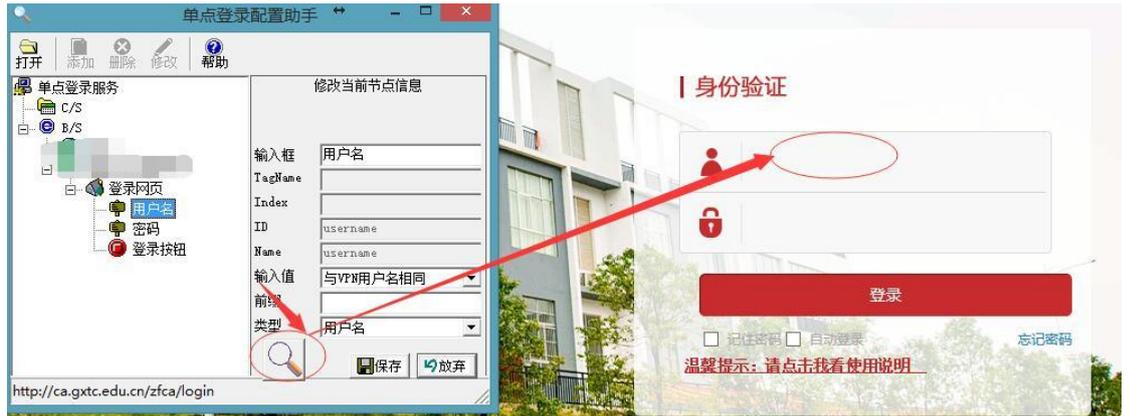 单点登录配置助手
打开 添加 删除 修改 帮助
单点登录服务
C/S
B/S
登录网页
用户名
密码
登录按钮
修改当前节点信息
输入框 用户名
TagName
Index
ID username
Name username
输入值 与VPN用户名相同
前缀
类型 用户名
保存 放弃
http://ca.gxtc.edu.cn/zfca/login
身份验证
登录
记住密码 自动登录 忘记密码
温馨提示：请点击我看使用说明